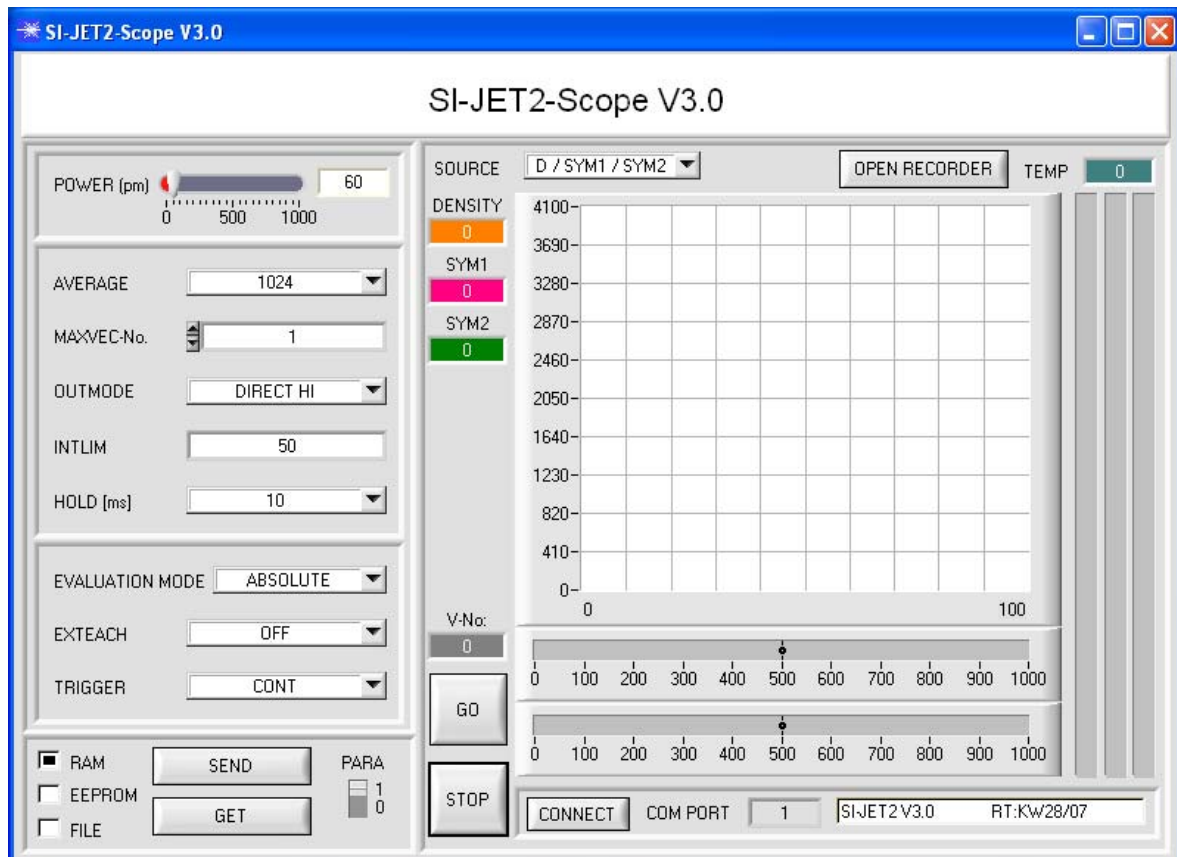 SI-JET2-Scope V3.0
SI-JET2-Scope V3.0
POWER (pm)
60
0 500 1000
AVERAGE 1024
MAXVEC-No. 1
OUTMODE DIRECT HI
INTLIM 50
HOLD [ms] 10
EVALUATION MODE ABSOLUTE
EXTEACH OFF
TRIGGER CONT
RAM
EEPROM
FILE
SEND
GET
PARA
1
0
SOURCE D / SYM1 / SYM2
OPEN RECORDER
TEMP 0
DENSITY
0
SYM1
0
SYM2
0
4100
3690
3280
2870
2460
2050
1640
1230
820
410
0
0 100
V-No:
0
0 100 200 300 400 500 600 700 800 900 1000
0 100 200 300 400 500 600 700 800 900 1000
GO
STOP
CONNECT
COM PORT 1
SI-JET2 V3.0 RT:KW28/07